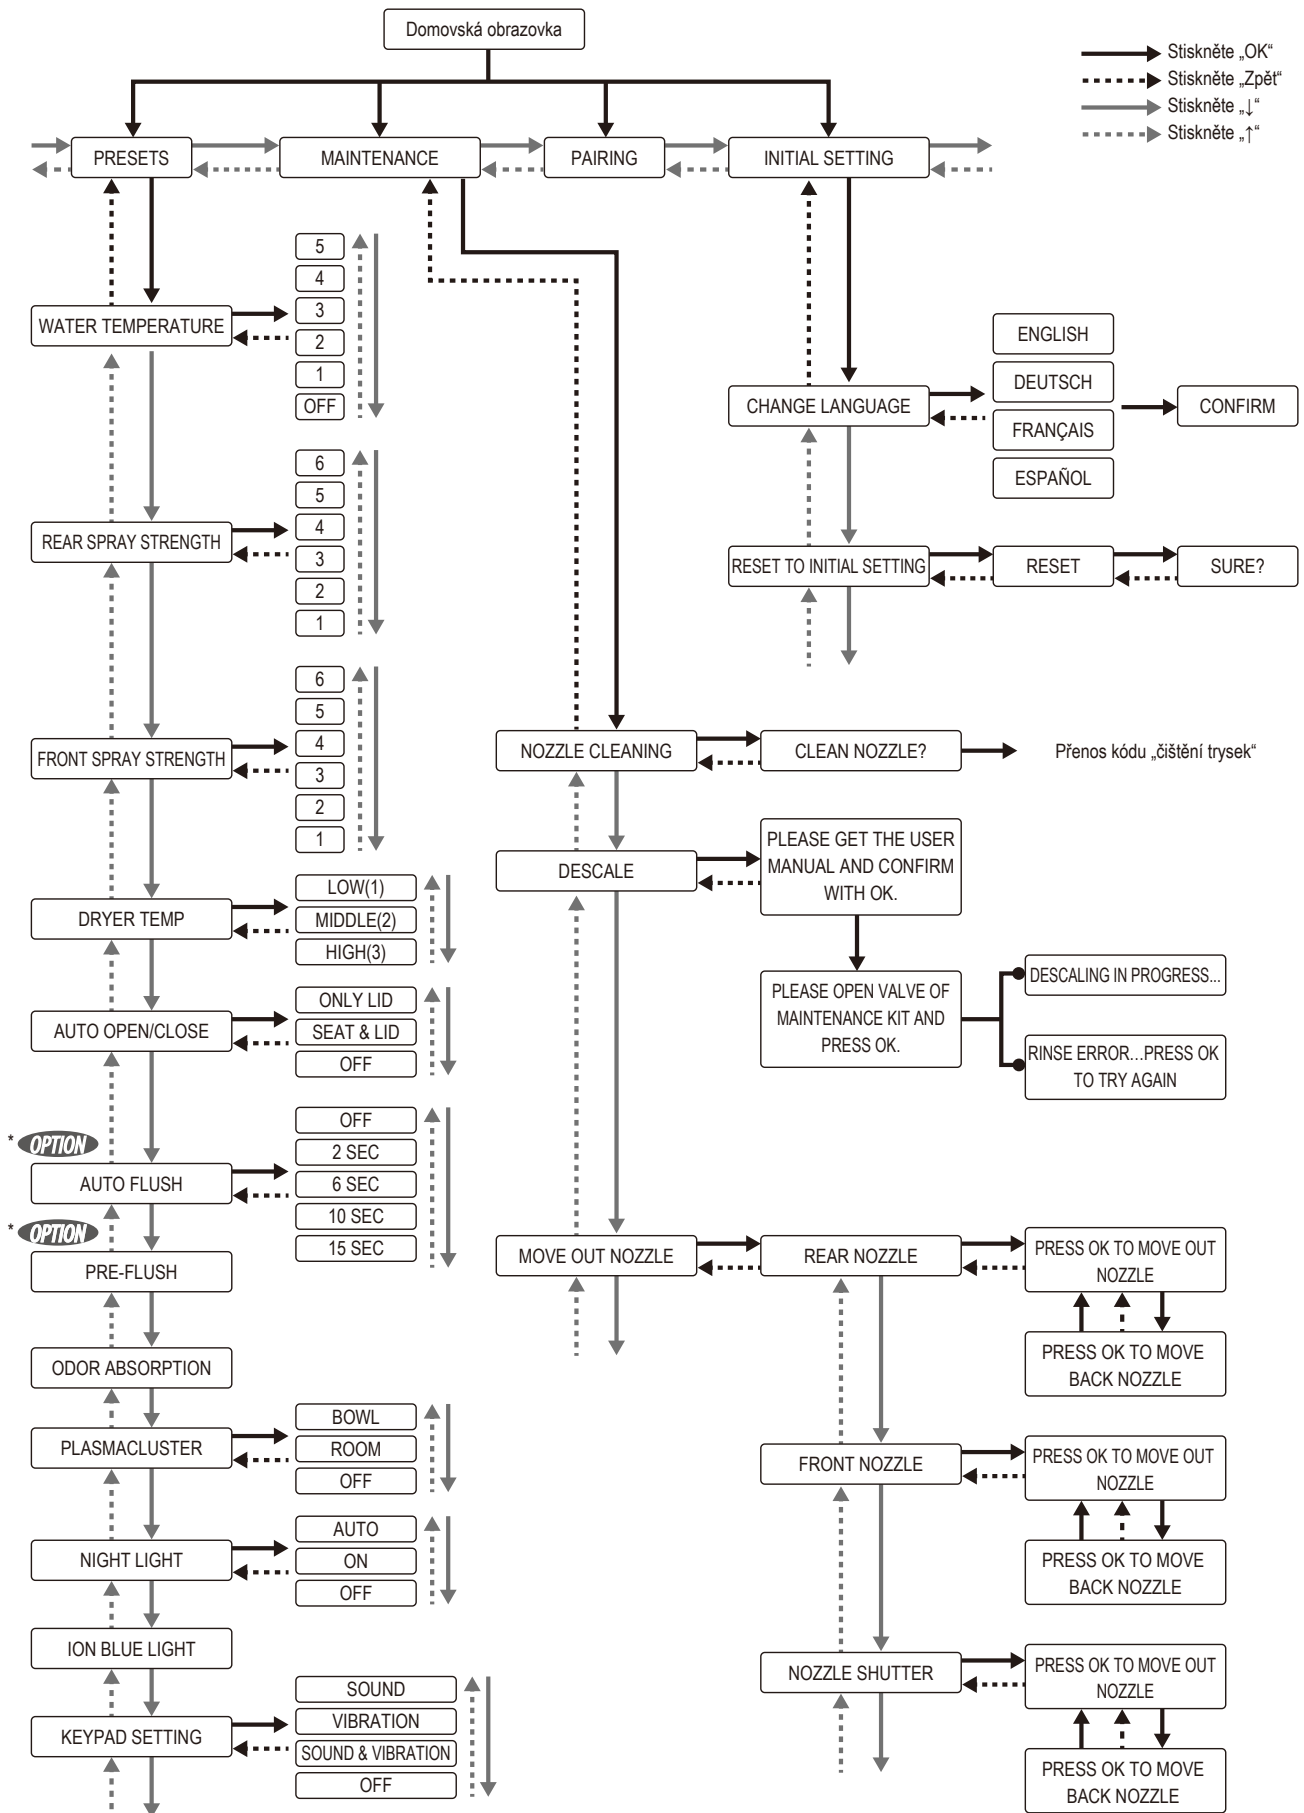 Domovská obrazovka
Stiskněte „OK“
Stiskněte „Zpět“
Stiskněte „↓“
Stiskněte „↑“
PRESETS
MAINTENANCE
PAIRING
INITIAL SETTING
WATER TEMPERATURE
5
4
3
2
1
OFF
REAR SPRAY STRENGTH
6
5
4
3
2
1
FRONT SPRAY STRENGTH
6
5
4
3
2
1
DRYER TEMP
LOW(1)
MIDDLE(2)
HIGH(3)
AUTO OPEN/CLOSE
ONLY LID
SEAT & LID
OFF
* OPTION
AUTO FLUSH
OFF
2 SEC
6 SEC
10 SEC
15 SEC
* OPTION
PRE-FLUSH
ODOR ABSORPTION
PLASMACLUSTER
BOWL
ROOM
OFF
NIGHT LIGHT
AUTO
ON
OFF
ION BLUE LIGHT
KEYPAD SETTING
SOUND
VIBRATION
SOUND & VIBRATION
OFF
CHANGE LANGUAGE
ENGLISH
DEUTSCH
FRANÇAIS
ESPAÑOL
CONFIRM
RESET TO INITIAL SETTING
RESET
SURE?
NOZZLE CLEANING
CLEAN NOZZLE?
Přenos kódu „čištění trysek“
DESCALE
PLEASE GET THE USER
MANUAL AND CONFIRM
WITH OK.
PLEASE OPEN VALVE OF
MAINTENANCE KIT AND
PRESS OK.
DESCALING IN PROGRESS...
RINSE ERROR…PRESS OK
TO TRY AGAIN
MOVE OUT NOZZLE
REAR NOZZLE
PRESS OK TO MOVE OUT
NOZZLE
PRESS OK TO MOVE
BACK NOZZLE
FRONT NOZZLE
PRESS OK TO MOVE OUT
NOZZLE
PRESS OK TO MOVE
BACK NOZZLE
NOZZLE SHUTTER
PRESS OK TO MOVE OUT
NOZZLE
PRESS OK TO MOVE
BACK NOZZLE